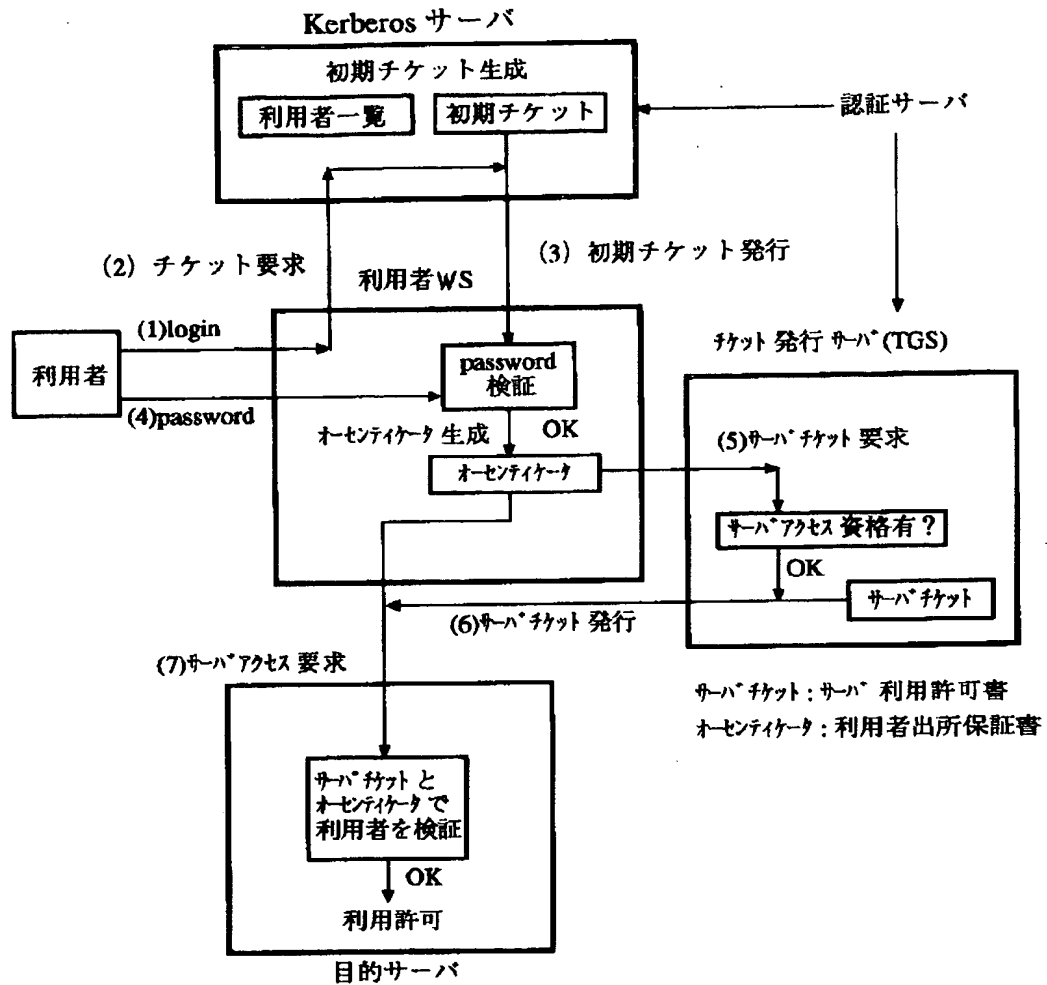 Kerberos サーバ
初期チケット生成
利用者一覧
初期チケット
認証サーバ
(2) チケット要求
(3) 初期チケット発行
利用者WS
(1)login
利用者
(4)password
password
検証
オーセンティケータ 生成
OK
オーセンティケータ
チケット 発行 サーバ(TGS)
(5)サーバチケット 要求
サーバアクセス 資格有？
OK
サーバチケット
(6)サーバチケット 発行
(7)サーバアクセス 要求
サーバチケット：サーバ 利用許可書
オーセンティケータ：利用者出所保証書
サーバチケット と
オーセンティケータ で
利用者を検証
OK
利用許可
目的サーバ